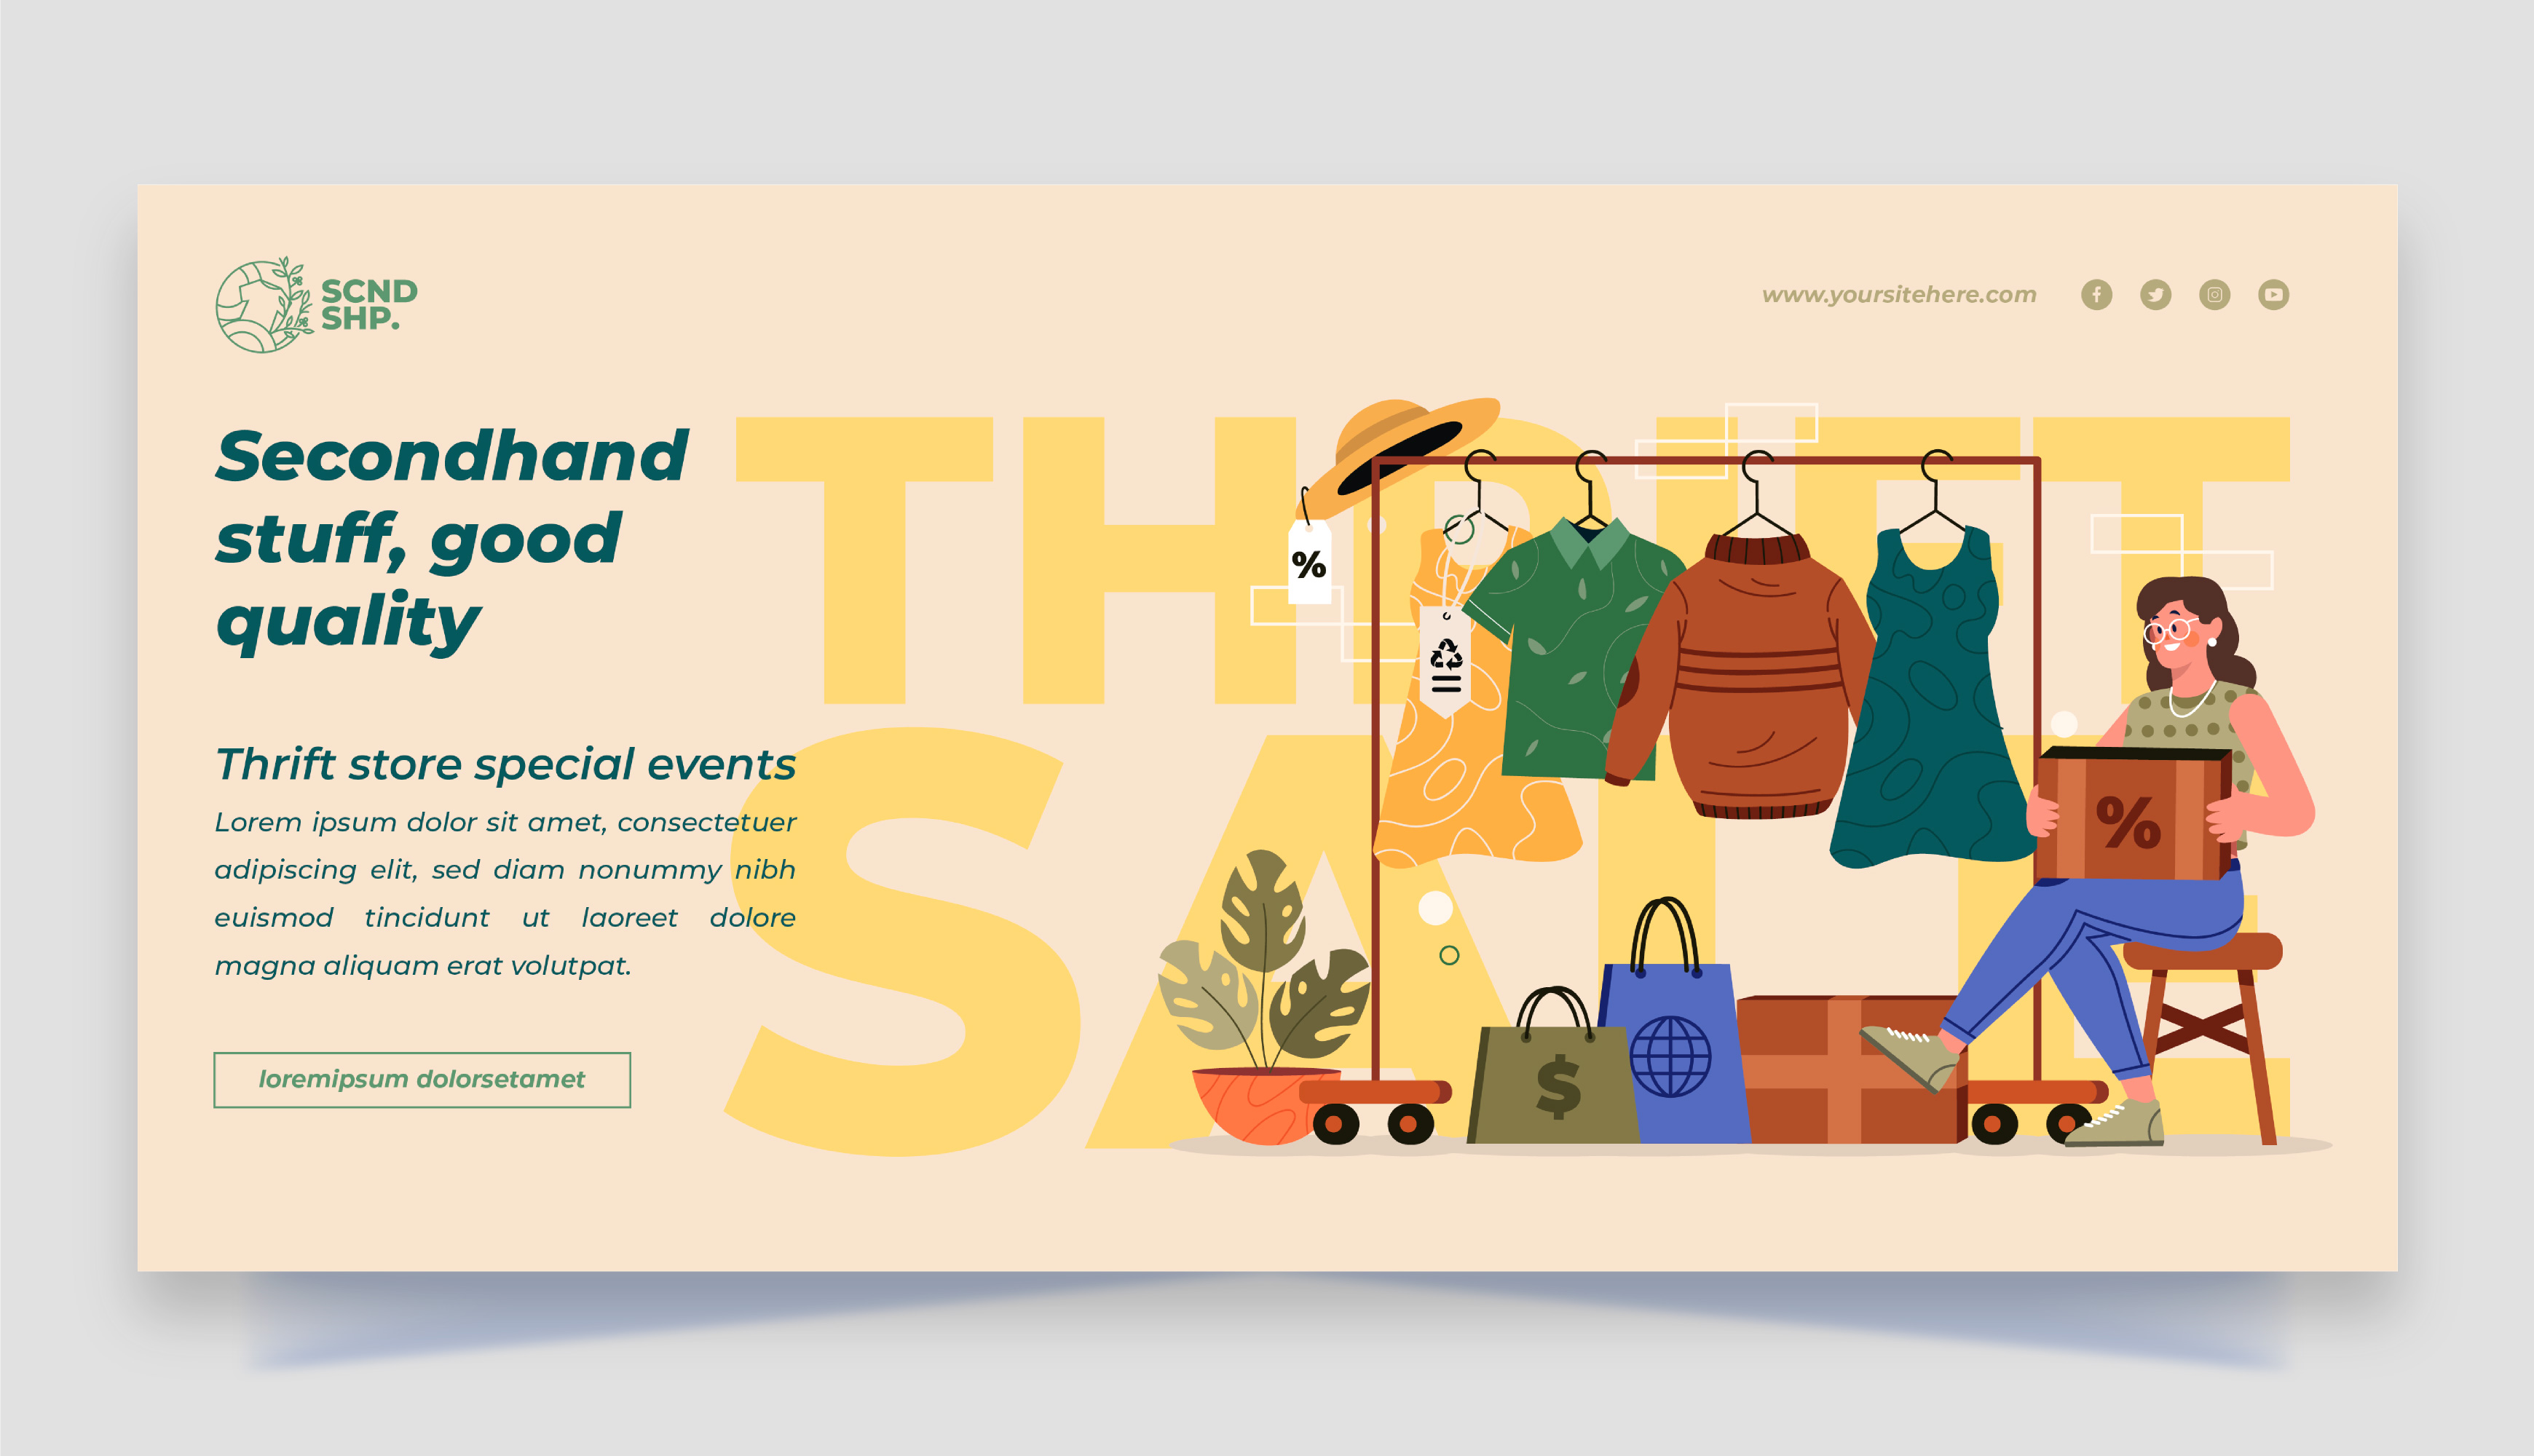 SCND
SHP.
www.yoursitehere.com
Secondhand
stuff, good
quality
THRIFT
SALE
Thrift store special events
Lorem ipsum dolor sit amet, consectetuer
adipiscing elit, sed diam nonummy nibh
euismod tincidunt ut laoreet dolore
magna aliquam erat volutpat.
loremipsum dolorsetamet
%
%
$